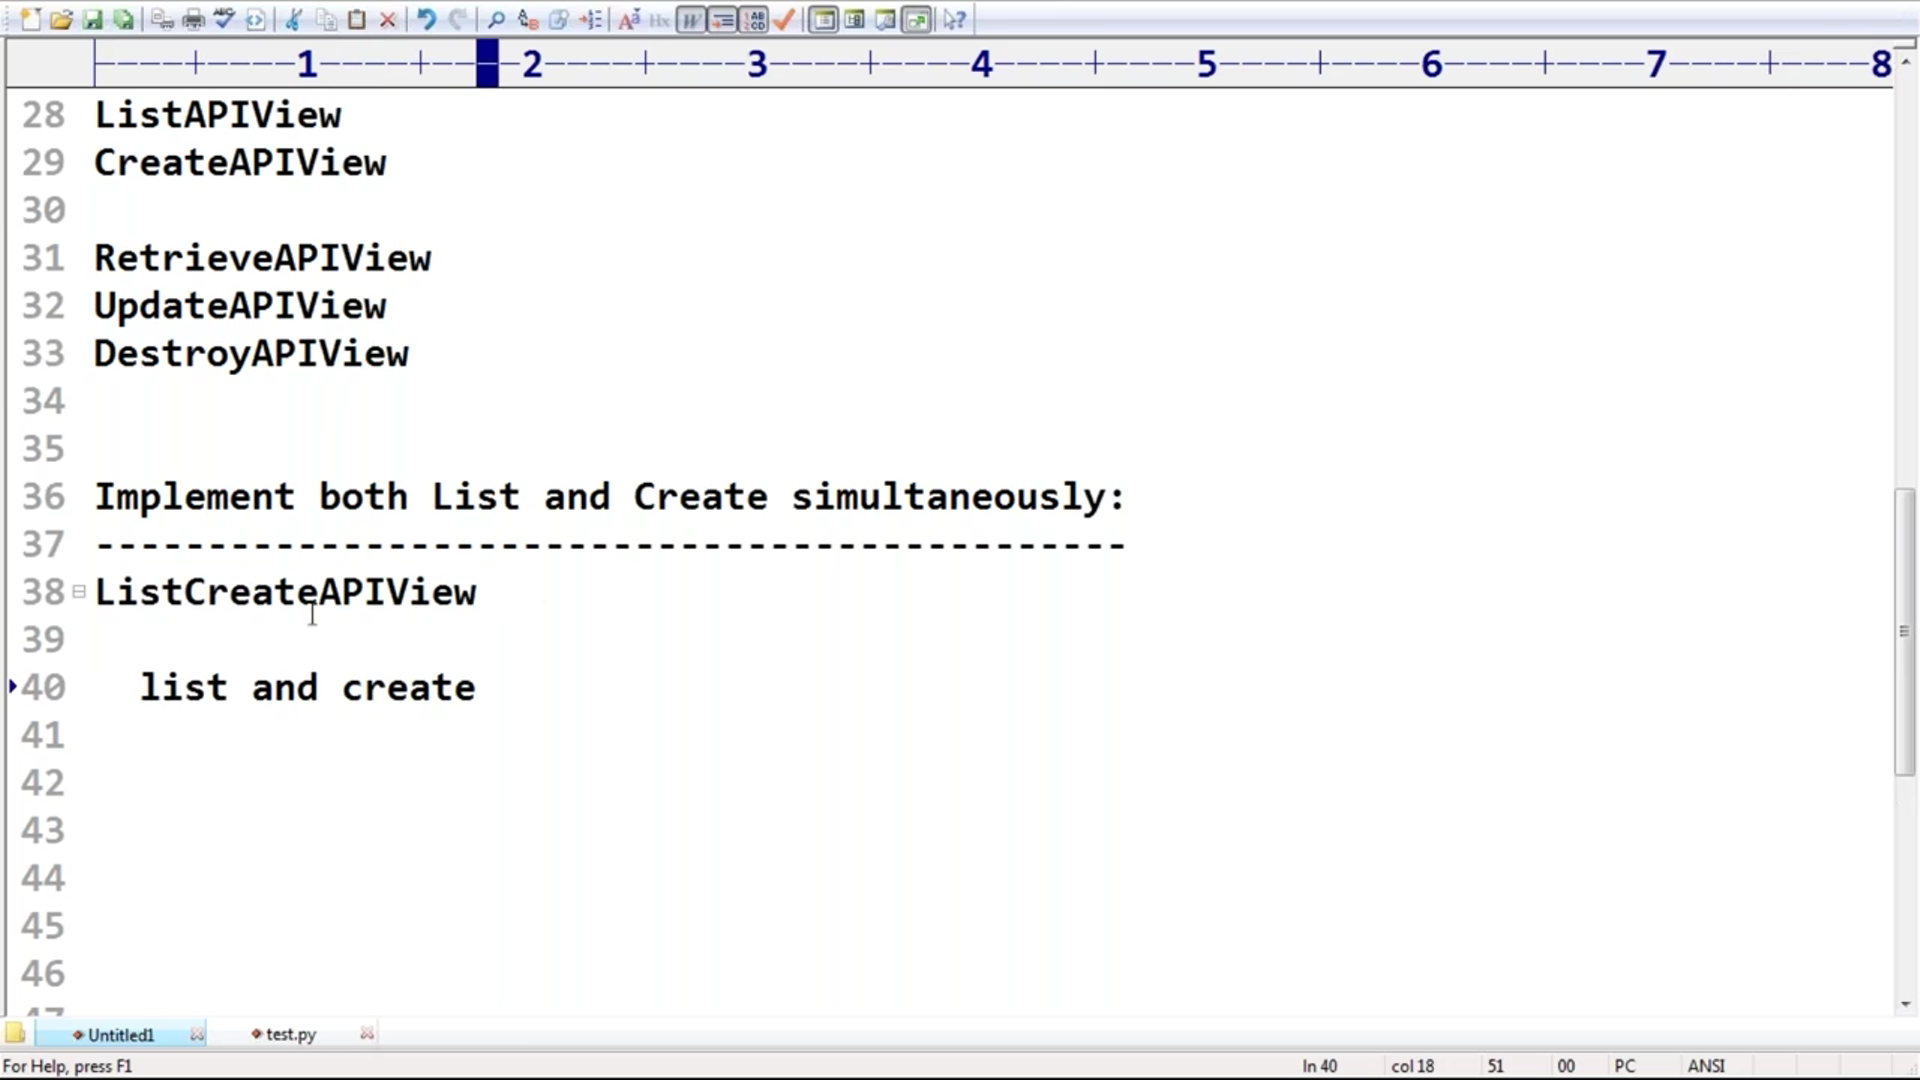 1 2 3 4 5 6 7 8
28 ListAPIView
29 CreateAPIView
30
31 RetrieveAPIView
32 UpdateAPIView
33 DestroyAPIView
34
35
36 Implement both List and Create simultaneously:
37 ----------------------------------------------
38 ListCreateAPIView
39
40 list and create
41
42
43
44
45
46
Untitled1 test.py
For Help, press F1 ln 40 col 18 51 00 PC ANSI